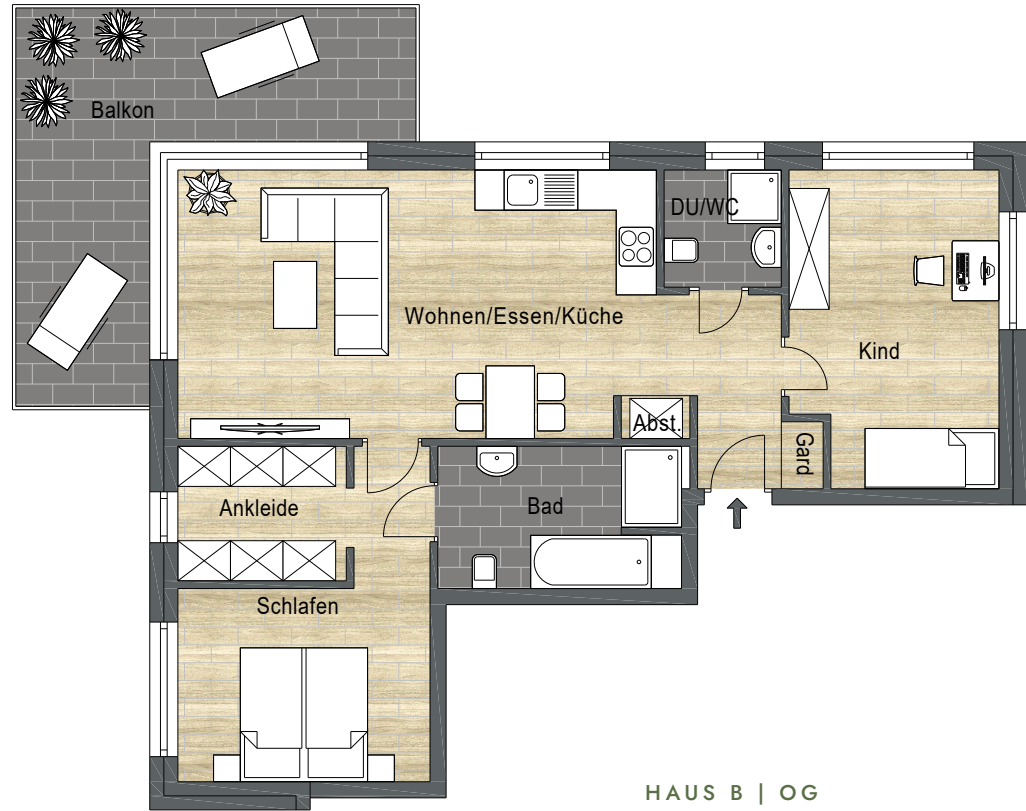 Balkon
DU/WC
Wohnen/Essen/Küche
Kind
Abst.
Gard
Ankleide
Bad
Schlafen
HAUS B | OG